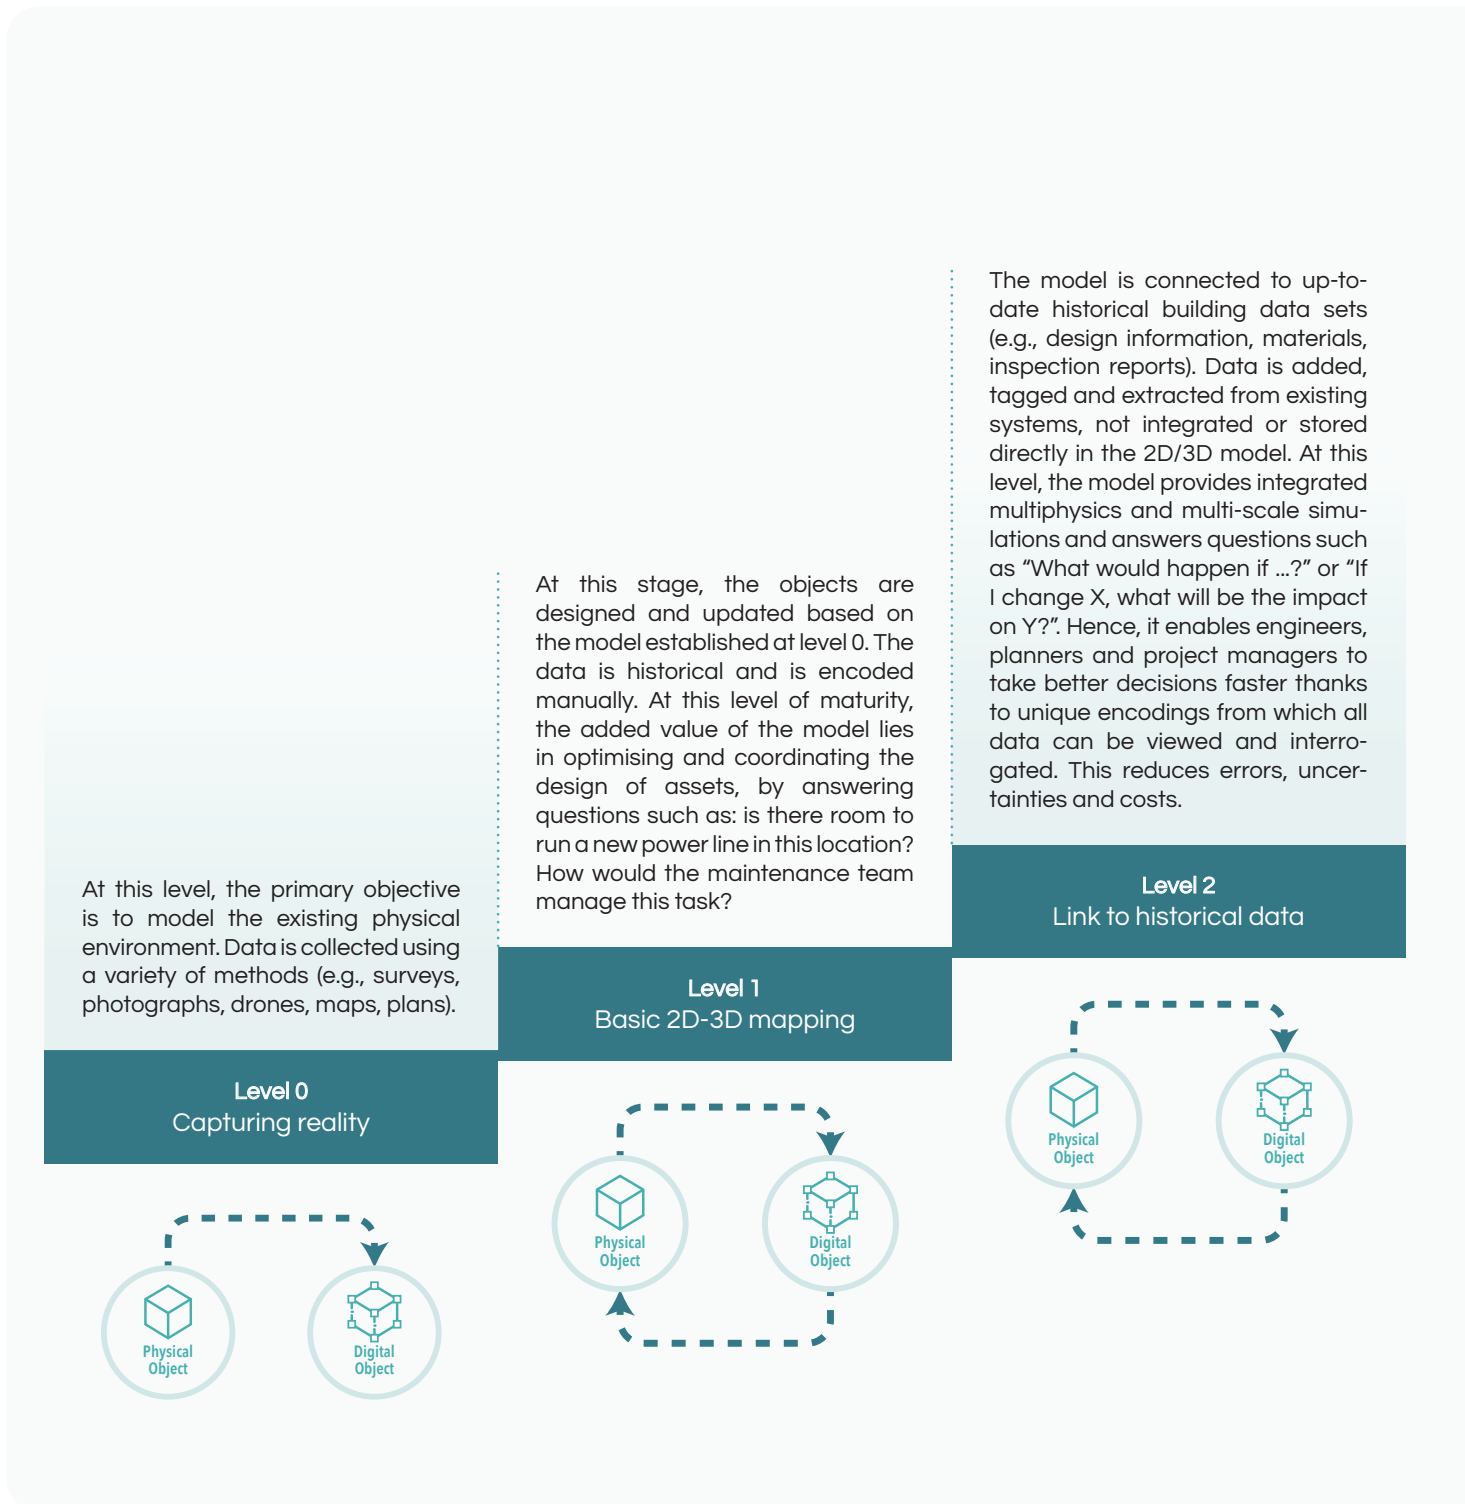 At this level, the primary objective
is to model the existing physical
environment. Data is collected using
a variety of methods (e.g., surveys,
photographs, drones, maps, plans).
Level 0
Capturing reality
Physical
Object
Digital
Object
At this stage, the objects are
designed and updated based on
the model established at level 0. The
data is historical and is encoded
manually. At this level of maturity,
the added value of the model lies
in optimising and coordinating the
design of assets, by answering
questions such as: is there room to
run a new power line in this location?
How would the maintenance team
manage this task?
Level 1
Basic 2D-3D mapping
Physical
Object
Digital
Object
The model is connected to up-to-
date historical building data sets
(e.g., design information, materials,
inspection reports). Data is added,
tagged and extracted from existing
systems, not integrated or stored
directly in the 2D/3D model. At this
level, the model provides integrated
multiphysics and multi-scale simu-
lations and answers questions such
as “What would happen if ...?” or “If
I change X, what will be the impact
on Y?”. Hence, it enables engineers,
planners and project managers to
take better decisions faster thanks
to unique encodings from which all
data can be viewed and interro-
gated. This reduces errors, uncer-
tainties and costs.
Level 2
Link to historical data
Physical
Object
Digital
Object